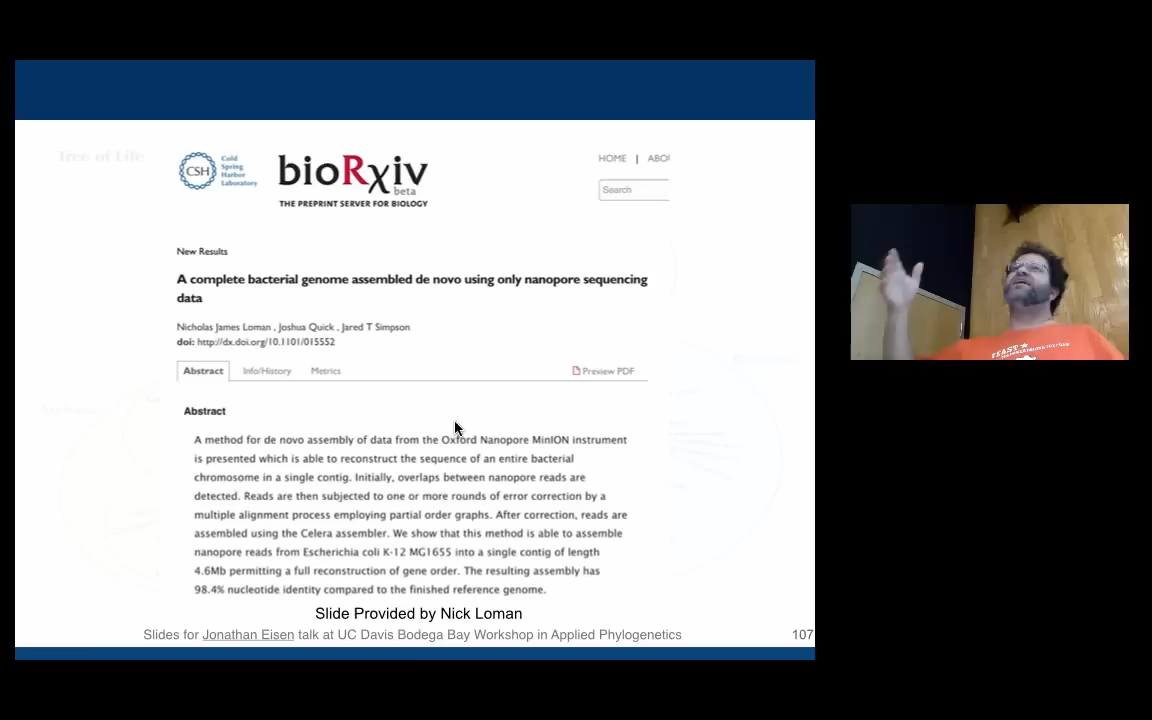 Tree of Life
CSH
Cold
Spring
Harbor
Laboratory
bioRχiv
beta
THE PREPRINT SERVER FOR BIOLOGY
HOME | ABOU
Search
New Results
A complete bacterial genome assembled de novo using only nanopore sequencing
data
Nicholas James Loman , Joshua Quick , Jared T Simpson
doi: http://dx.doi.org/10.1101/015552
Abstract Info/History Metrics Preview PDF
Abstract
A method for de novo assembly of data from the Oxford Nanopore MinION instrument
is presented which is able to reconstruct the sequence of an entire bacterial
chromosome in a single contig. Initially, overlaps between nanopore reads are
detected. Reads are then subjected to one or more rounds of error correction by a
multiple alignment process employing partial order graphs. After correction, reads are
assembled using the Celera assembler. We show that this method is able to assemble
nanopore reads from Escherichia coli K-12 MG1655 into a single contig of length
4.6Mb permitting a full reconstruction of gene order. The resulting assembly has
98.4% nucleotide identity compared to the finished reference genome.
Slide Provided by Nick Loman
Slides for Jonathan Eisen talk at UC Davis Bodega Bay Workshop in Applied Phylogenetics
107
FEAST